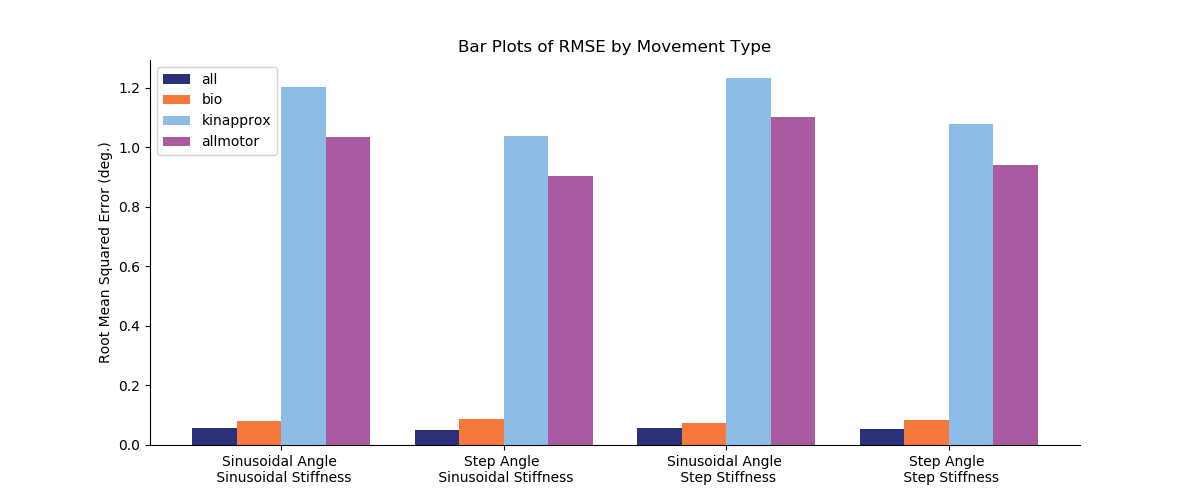 Bar Plots of RMSE by Movement Type
all
bio
kinapprox
allmotor
Root Mean Squared Error (deg.)
1.2
1.0
0.8
0.6
0.4
0.2
0.0
Sinusoidal Angle
Sinusoidal Stiffness
Step Angle
Sinusoidal Stiffness
Sinusoidal Angle
Step Stiffness
Step Angle
Step Stiffness